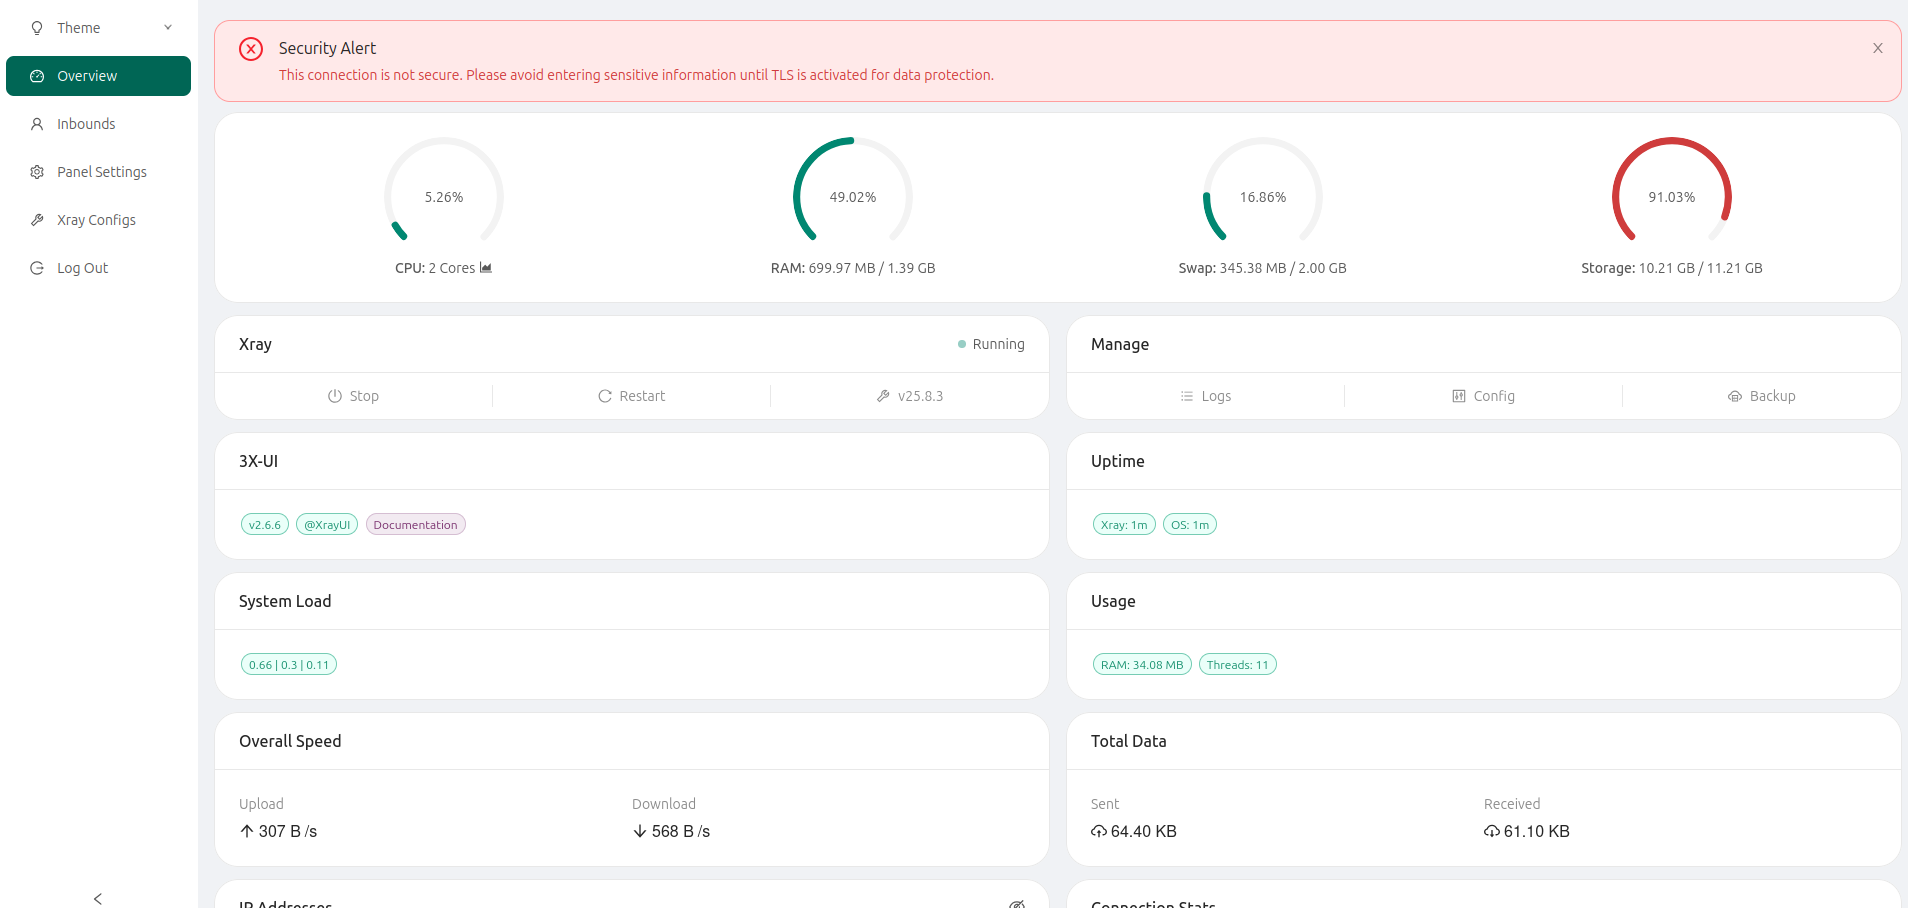 Theme
Overview
Inbounds
Panel Settings
Xray Configs
Log Out
Security Alert
This connection is not secure. Please avoid entering sensitive information until TLS is activated for data protection.
5.26%
49.02%
16.86%
91.03%
CPU: 2 Cores
RAM: 699.97 MB / 1.39 GB
Swap: 345.38 MB / 2.00 GB
Storage: 10.21 GB / 11.21 GB
Xray
Running
Stop
Restart
v25.8.3
Manage
Logs
Config
Backup
3X-UI
v2.6.6
@XrayUI
Documentation
Uptime
Xray: 1m
OS: 1m
System Load
0.66 | 0.3 | 0.11
Usage
RAM: 34.08 MB
Threads: 11
Overall Speed
Upload
307 B /s
Download
568 B /s
Total Data
Sent
64.40 KB
Received
61.10 KB
IP Addresses
Connection Stats